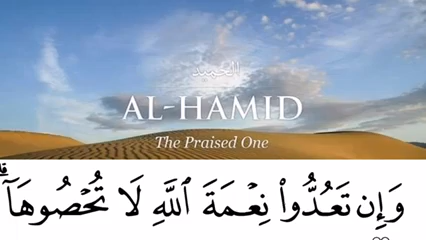 الحميد
AL-HAMID
The Praised One
وَإِن تَعُدُّوا۟ نِعْمَةَ ٱللَّهِ لَا تُحْصُوهَآ ۗ